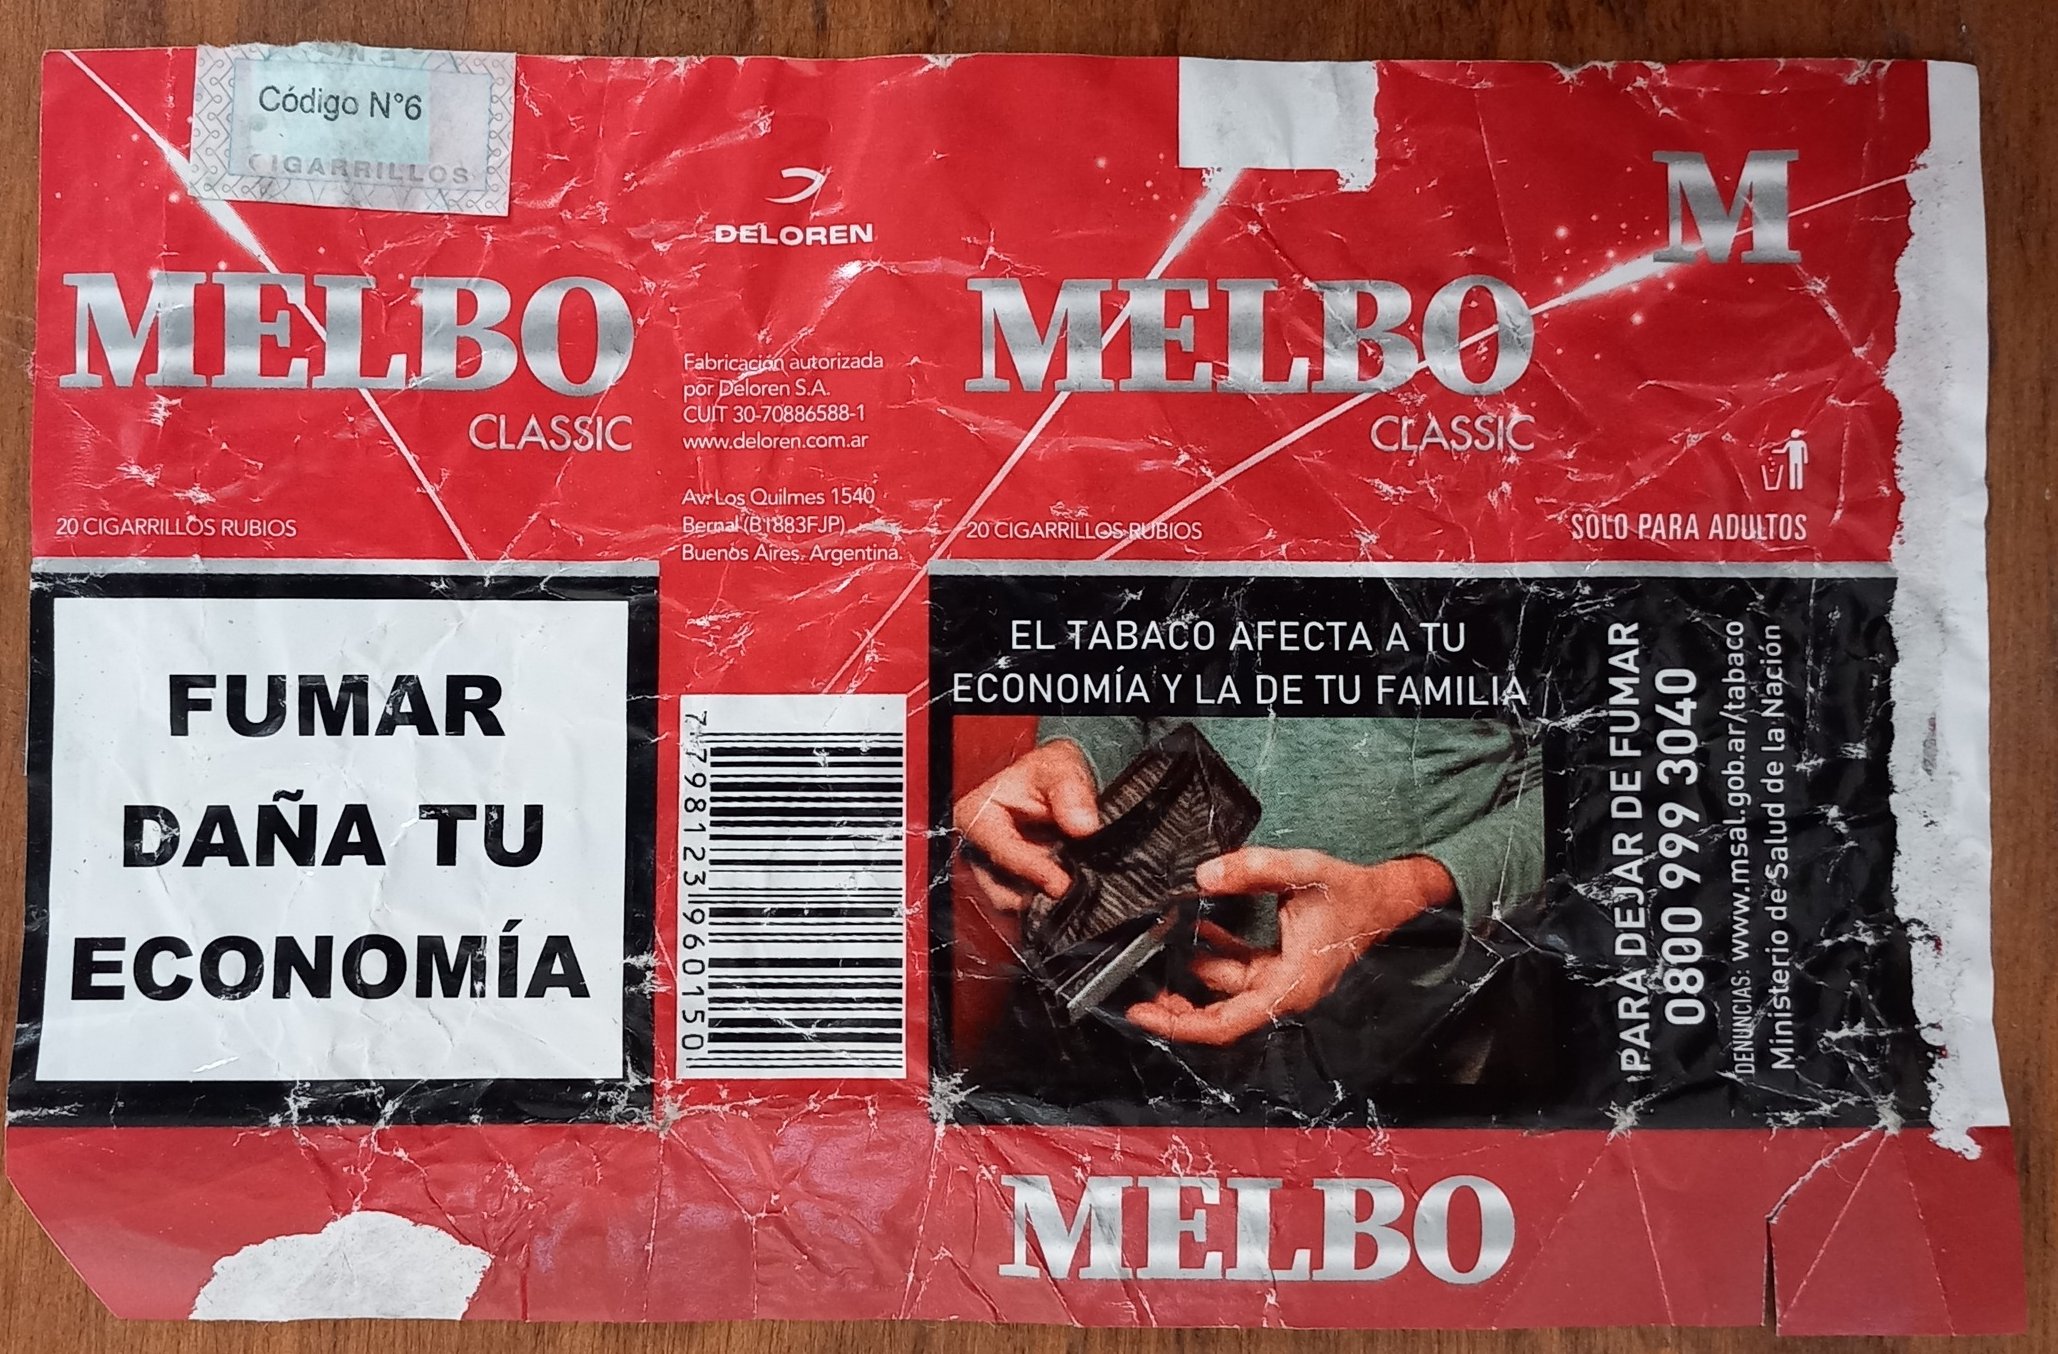 Código N°6
CIGARRILLOS
MELBO
CLASSIC
20 CIGARRILLOS RUBIOS
FUMAR
DAÑA TU
ECONOMÍA
DELOREN
Fabricación autorizada
por Deloren S.A.
CUIT 30-70886588-1
www.deloren.com.ar
Av. Los Quilmes 1540
Bernal (B1883FJP)
Buenos Aires. Argentina.
7798123960150
MELBO
CLASSIC
20 CIGARRILLOS RUBIOS
EL TABACO AFECTA A TU
ECONOMÍA Y LA DE TU FAMILIA
M
SOLO PARA ADULTOS
PARA DEJAR DE FUMAR
0800 999 3040
DENUNCIAS: www.msal.gob.ar/tabaco
Ministerio de Salud de la Nación
MELBO